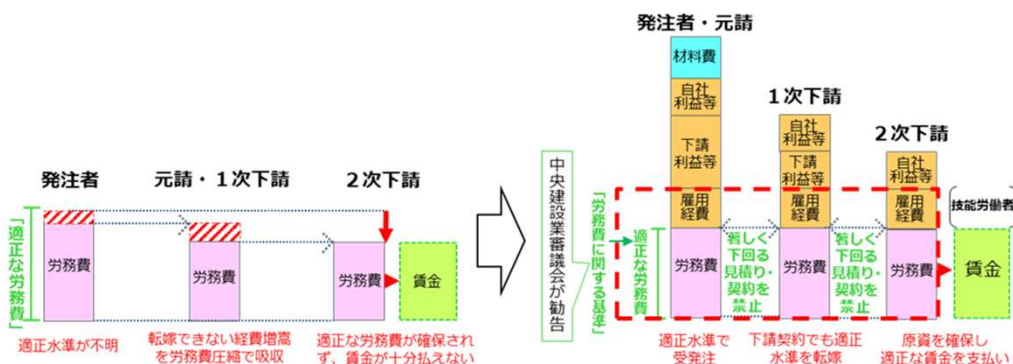 発注者
元請・1次下請
2次下請
「適正な労務費」
労務費
労務費
労務費
賃金
適正水準が不明
転嫁できない経費増嵩
を労務費圧縮で吸収
適正な労務費が確保され
ず、賃金が十分払えない
中央建設業審議会が勧告
「労務費に関する基準」
発注者・元請
材料費
自社
利益等
下請
利益等
雇用
経費
労務費
適正な労務費
適正水準で
受発注
著しく
下回る
見積り・
契約を
禁止
1次下請
自社
利益等
下請
利益等
雇用
経費
労務費
下請契約でも適正
水準を転嫁
著しく
下回る
見積り・
契約を
禁止
2次下請
自社
利益等
雇用
経費
労務費
技能労働者
賃金
原資を確保し
適正な賃金を支払い